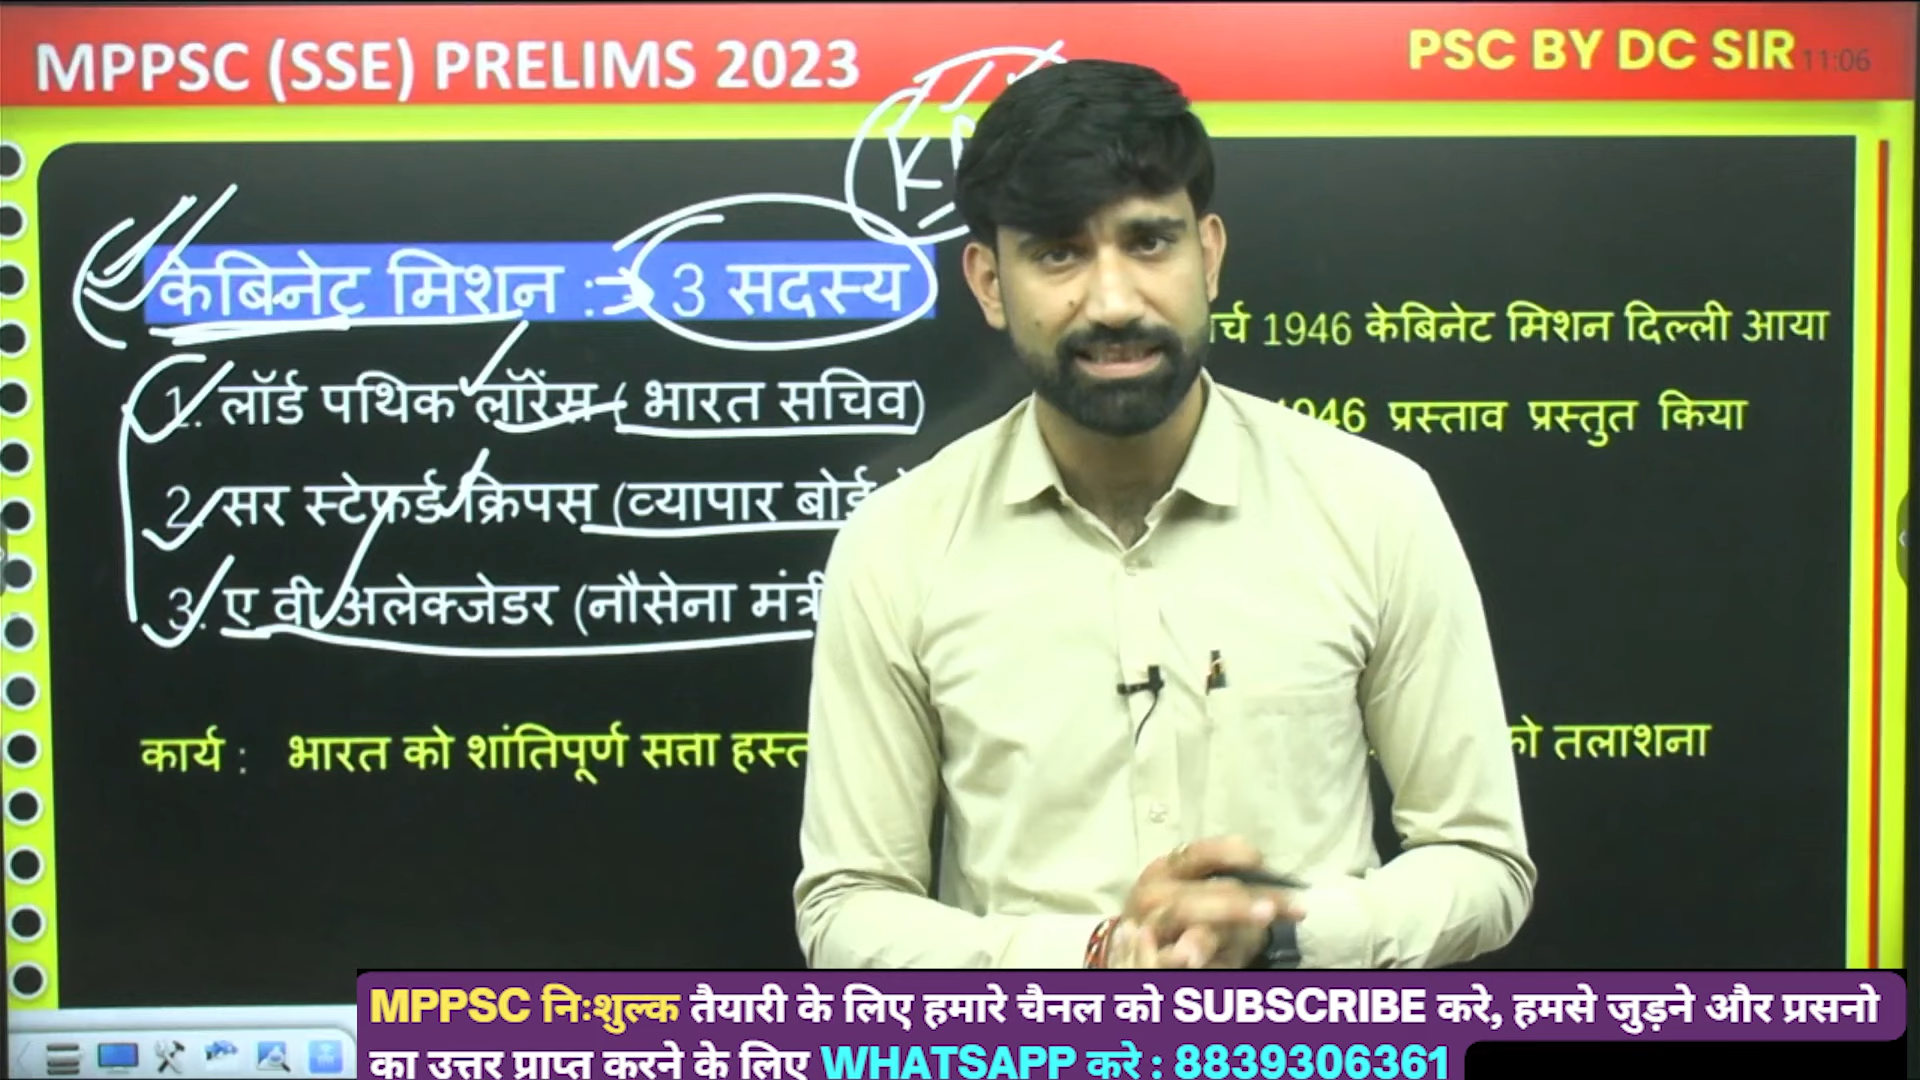 MPPSC (SSE) PRELIMS 2023
PSC BY DC SIR
11:06
केबिनेट मिशन :- 3 सदस्य
1946 केबिनेट मिशन दिल्ली आया
1. लॉर्ड पथिक लॉरेंस ( भारत सचिव)
1946 प्रस्ताव प्रस्तुत किया
2. सर स्टेफर्ड क्रिपस (व्यापार बोर्ड
3. ए वी अलेक्जेडर (नौसेना मंत्री
कार्य : भारत को शांतिपूर्ण सत्ता
को तलाशना
MPPSC नि:शुल्क तैयारी के लिए हमारे चैनल को SUBSCRIBE करे, हमसे जुड़ने और प्रसनो
का उत्तर प्राप्त करने के लिए WHATSAPP करे : 8839306361